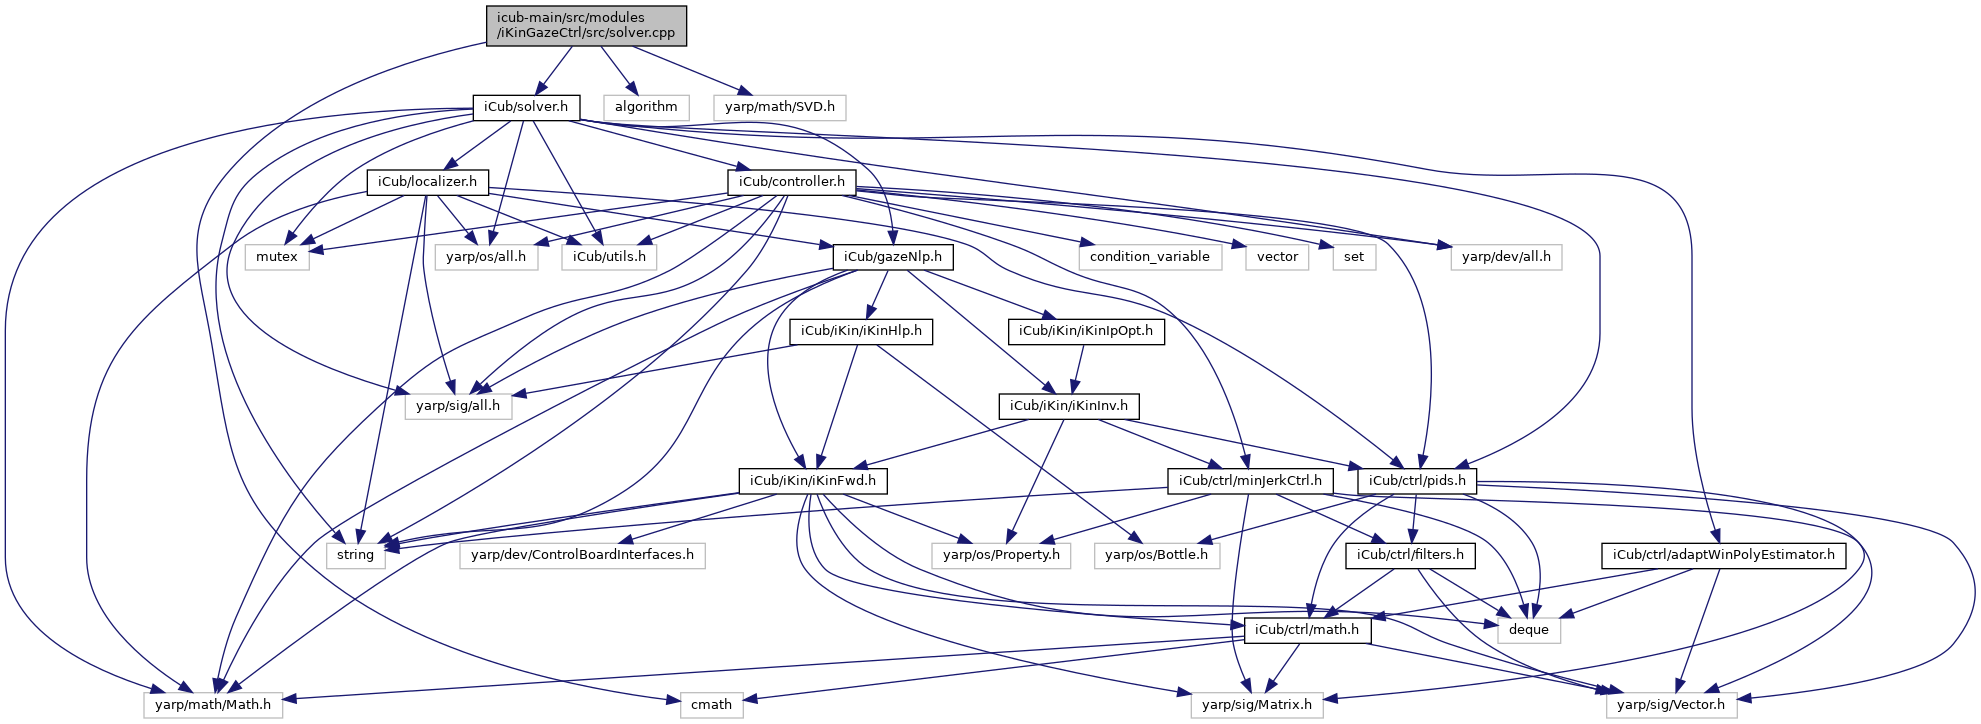 icub-main/src/modules
/iKinGazeCtrl/src/solver.cpp
iCub/solver.h
algorithm
yarp/math/SVD.h
iCub/localizer.h
iCub/controller.h
mutex
yarp/os/all.h
iCub/utils.h
iCub/gazeNlp.h
condition_variable
vector
set
yarp/dev/all.h
iCub/iKin/iKinHlp.h
iCub/iKin/iKinIpOpt.h
yarp/sig/all.h
iCub/iKin/iKinInv.h
iCub/iKin/iKinFwd.h
iCub/ctrl/minJerkCtrl.h
iCub/ctrl/pids.h
string
yarp/dev/ControlBoardInterfaces.h
yarp/os/Property.h
yarp/os/Bottle.h
iCub/ctrl/filters.h
iCub/ctrl/adaptWinPolyEstimator.h
iCub/ctrl/math.h
deque
yarp/math/Math.h
cmath
yarp/sig/Matrix.h
yarp/sig/Vector.h